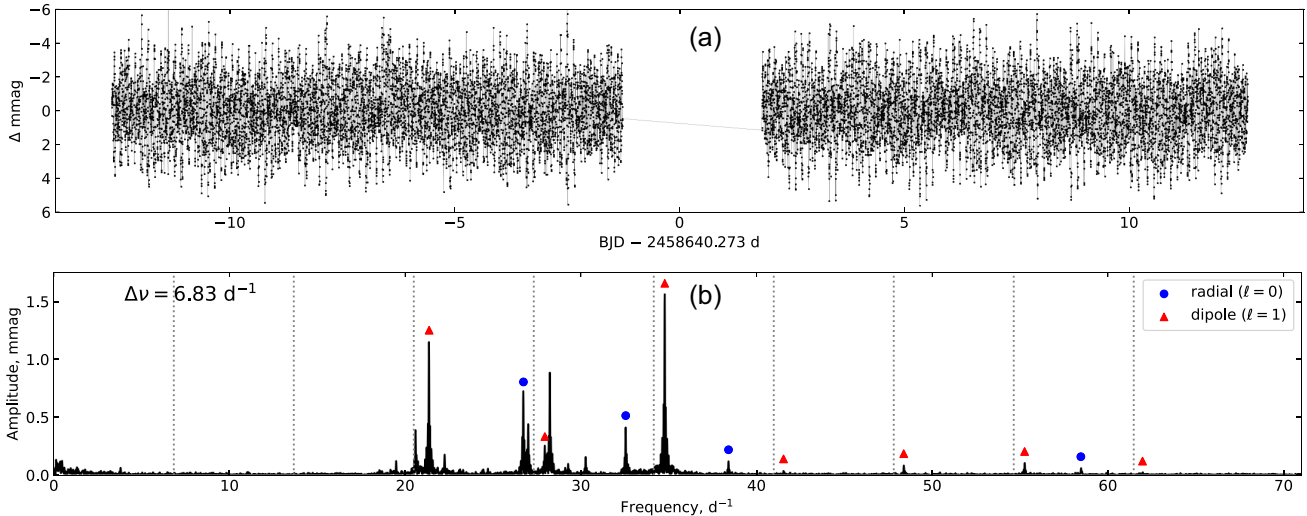 (a)
−6
−4
−2
0
2
4
6
Δ mmag
−10 −5 0 5 10
BJD − 2458640.273 d
Δν = 6.83 d⁻¹
(b)
radial (ℓ = 0)
dipole (ℓ = 1)
1.5
1.0
0.5
0.0
Amplitude, mmag
0 10 20 30 40 50 60 70
Frequency, d⁻¹